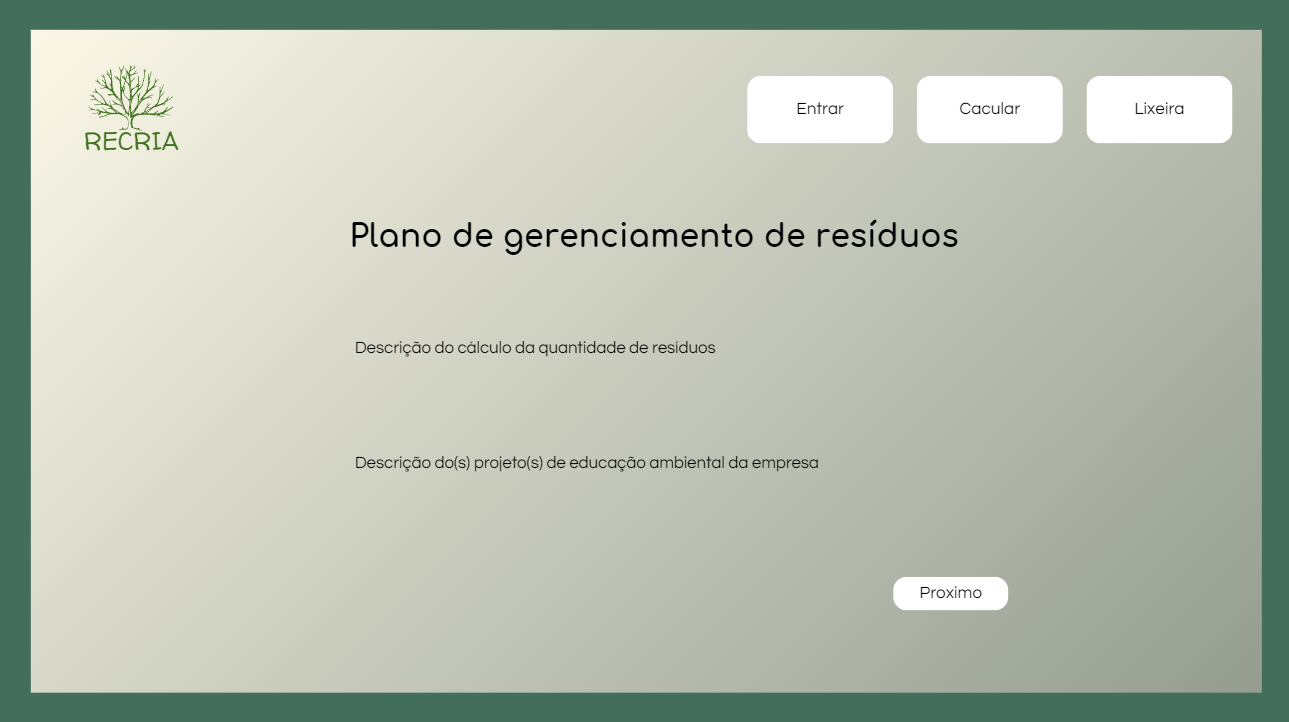 RECRIA
Entrar
Cacular
Lixeira
Plano de gerenciamento de resíduos
Descrição do cálculo da quantidade de residuos
Descrição do(s) projeto(s) de educação ambiental da empresa
Proximo